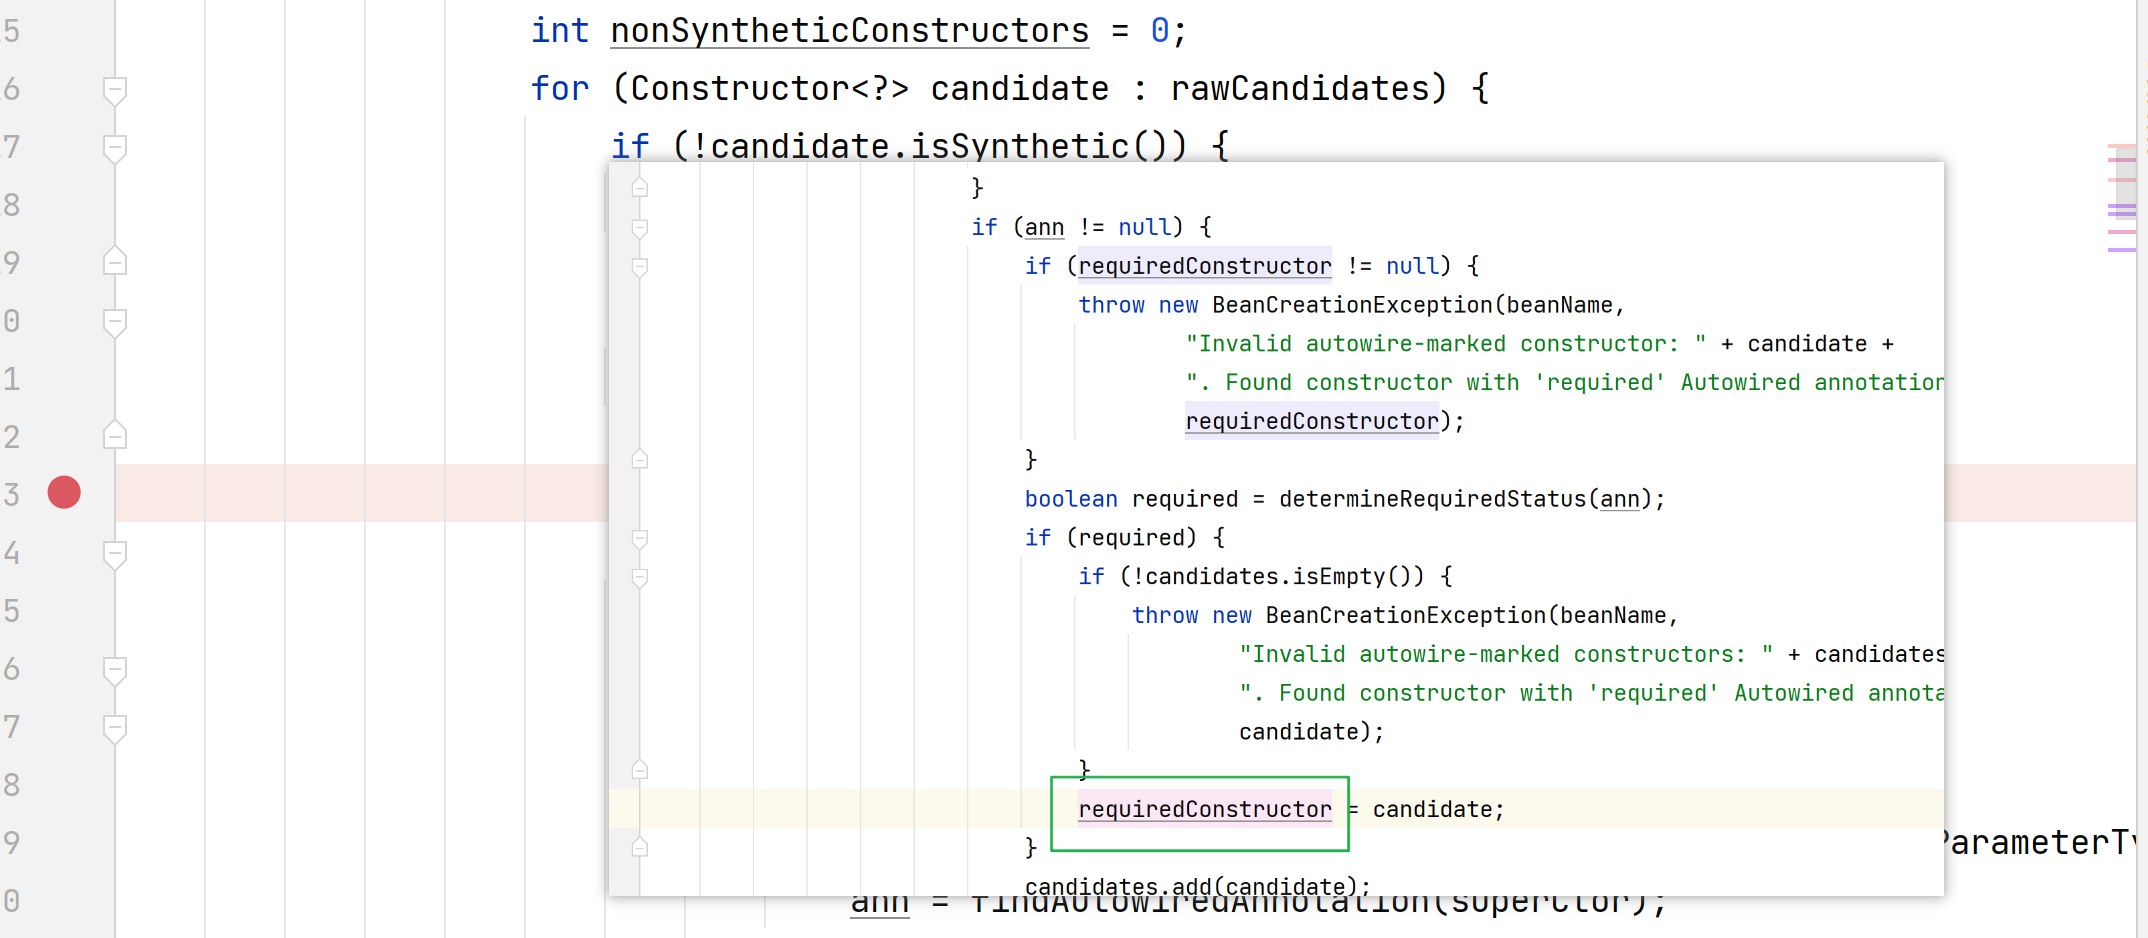 5
int nonSyntheticConstructors = 0;
6
for (Constructor<?> candidate : rawCandidates) {
7
if (!candidate.isSynthetic()) {
8
9
0
1
2
3
4
5
6
7
8
9
0
}
if (ann != null) {
if (requiredConstructor != null) {
throw new BeanCreationException(beanName,
"Invalid autowire-marked constructor: " + candidate +
". Found constructor with 'required' Autowired annotation
requiredConstructor);
}
boolean required = determineRequiredStatus(ann);
if (required) {
if (!candidates.isEmpty()) {
throw new BeanCreationException(beanName,
"Invalid autowire-marked constructors: " + candidates
". Found constructor with 'required' Autowired annota
candidate);
}
requiredConstructor = candidate;
}
candidates.add(candidate);
ParameterTy
ann = findAutowiredAnnotation(superCtor);